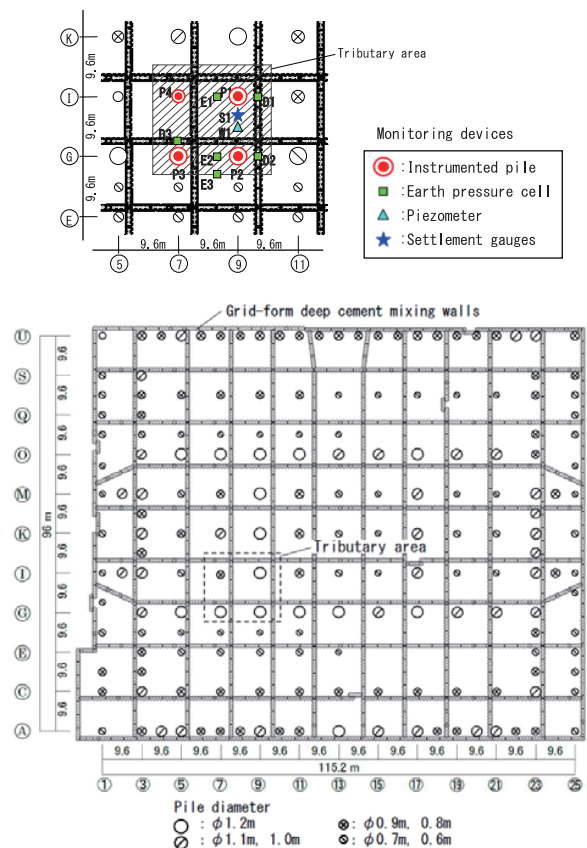 Tributary area
Ⓚ
Ⓘ
Ⓖ
Ⓔ
9.6m
9.6m
9.6m
P4
E1
P1
D1
S1
W1
D3
E2
P3
E3
P2
D2
9.6m
9.6m
9.6m
⑤
⑦
⑨
⑪
Monitoring devices
:Instrumented pile
:Earth pressure cell
:Piezometer
:Settlement gauges
Grid-form deep cement mixing walls
Ⓤ
Ⓢ
Ⓠ
Ⓞ
Ⓜ
Ⓚ
Ⓘ
Ⓖ
Ⓔ
Ⓒ
Ⓐ
9.6
9.6
9.6
9.6
9.6
9.6
9.6
9.6
9.6
9.6
96 m
Tributary area
9.6 9.6 9.6 9.6 9.6 9.6 9.6 9.6 9.6 9.6 9.6 9.6
115.2 m
① ③ ⑤ ⑦ ⑨ ⑪ ⑬ ⑮ ⑰ ⑲ ㉑ ㉓ ㉕
Pile diameter
: φ1.2m
: φ1.1m, 1.0m
: φ0.9m, 0.8m
: φ0.7m, 0.6m